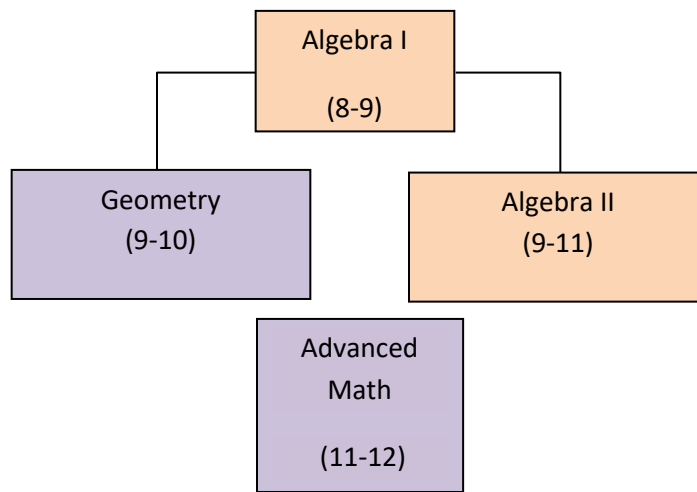 Algebra I
(8-9)
Geometry
(9-10)
Algebra II
(9-11)
Advanced
Math
(11-12)